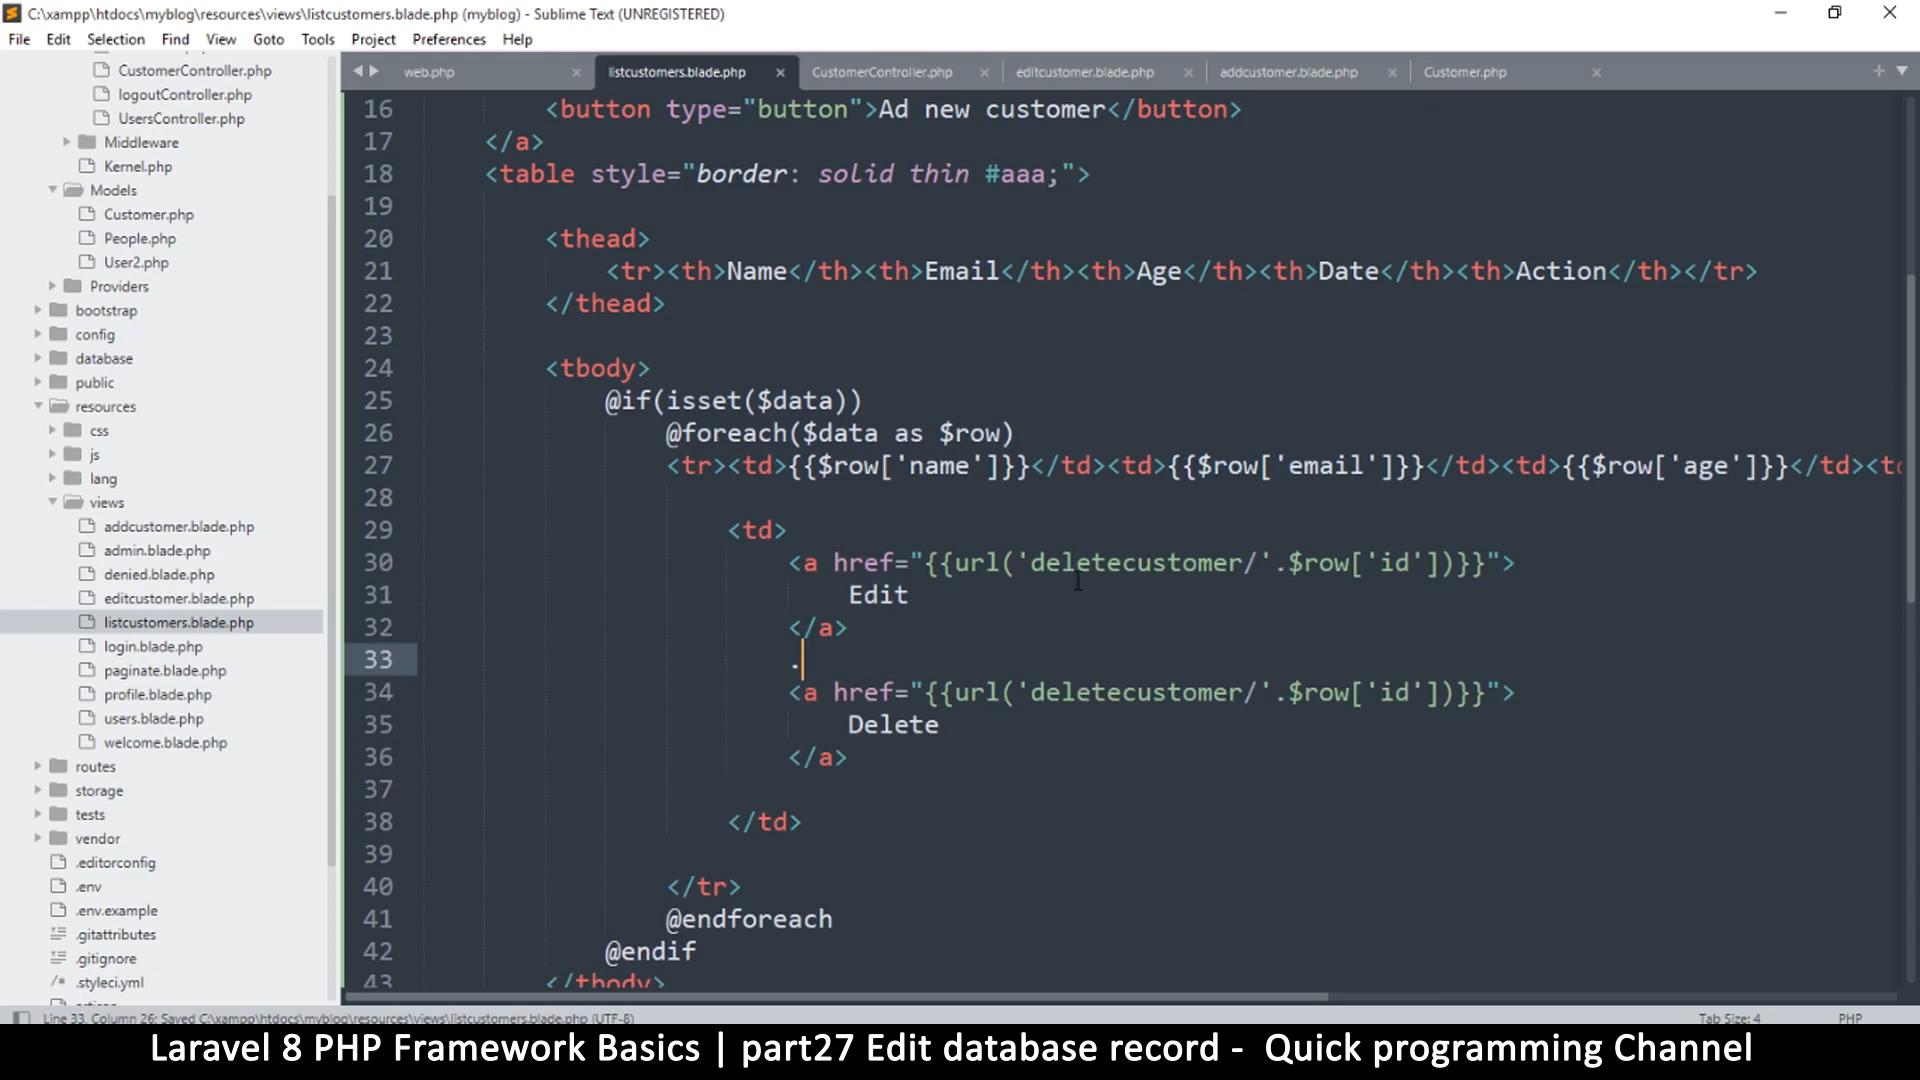 C:\xampp\htdocs\myblog\resources\views\listcustomers.blade.php (myblog) - Sublime Text (UNREGISTERED)
File Edit Selection Find View Goto Tools Project Preferences Help
CustomerController.php
logoutController.php
UsersController.php
Middleware
Kernel.php
Models
Customer.php
People.php
User2.php
Providers
bootstrap
config
database
public
resources
css
js
lang
views
addcustomer.blade.php
admin.blade.php
denied.blade.php
editcustomer.blade.php
listcustomers.blade.php
login.blade.php
paginate.blade.php
profile.blade.php
users.blade.php
welcome.blade.php
routes
storage
tests
vendor
.editorconfig
.env
.env.example
.gitattributes
.gitignore
/* .styleci.yml
web.php listcustomers.blade.php CustomerController.php editcustomer.blade.php addcustomer.blade.php Customer.php
16 <button type="button">Ad new customer</button>
17 </a>
18 <table style="border: solid thin #aaa;">
19
20 <thead>
21 <tr><th>Name</th><th>Email</th><th>Age</th><th>Date</th><th>Action</th></tr>
22 </thead>
23
24 <tbody>
25 @if(isset($data))
26 @foreach($data as $row)
27 <tr><td>{{$row['name']}}</td><td>{{$row['email']}}</td><td>{{$row['age']}}</td><td
28
29 <td>
30 <a href="{{url('deletecustomer/'.$row['id'])}}">
31 Edit
32 </a>
33 .
34 <a href="{{url('deletecustomer/'.$row['id'])}}">
35 Delete
36 </a>
37
38 </td>
39
40 </tr>
41 @endforeach
42 @endif
43 </tbody>
Line 33, Column 26; Saved C:\xampp\htdocs\myblog\resources\views\listcustomers.blade.php (UTF-8) Tab Size: 4 PHP
Laravel 8 PHP Framework Basics | part27 Edit database record - Quick programming Channel